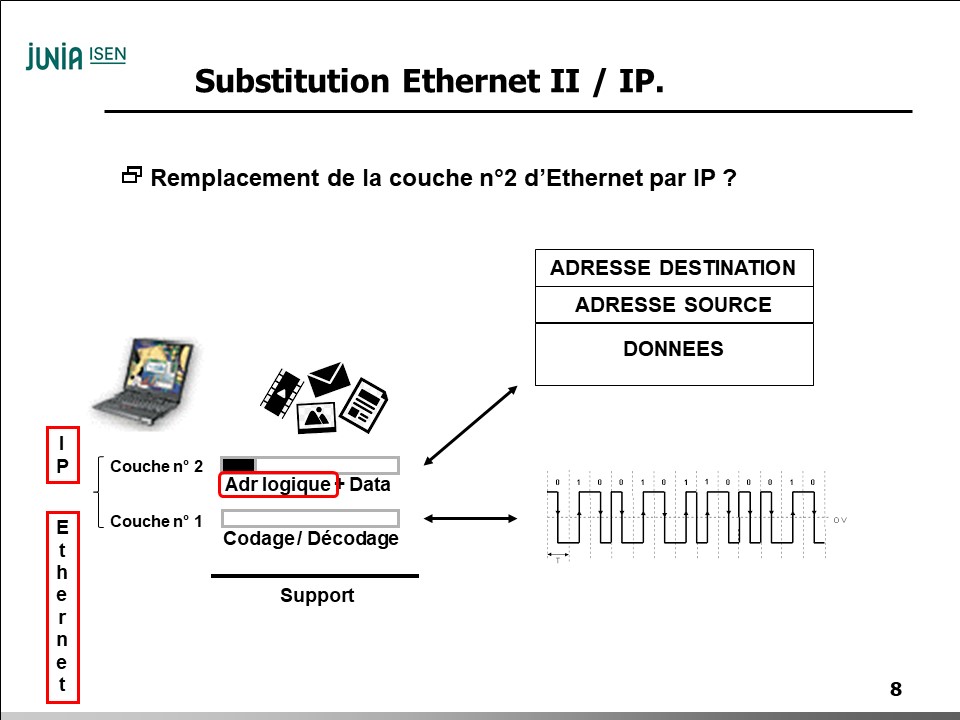 JUNIA ISEN
Substitution Ethernet II / IP.
Remplacement de la couche n°2 d'Ethernet par IP ?
ADRESSE DESTINATION
ADRESSE SOURCE
DONNEES
IP
Couche n° 2
Adr logique + Data
Couche n° 1
Codage / Décodage
Support
Ethernet
0 1 0 0 1 0 1 1 0 0 0 1 0
0 V
T
8